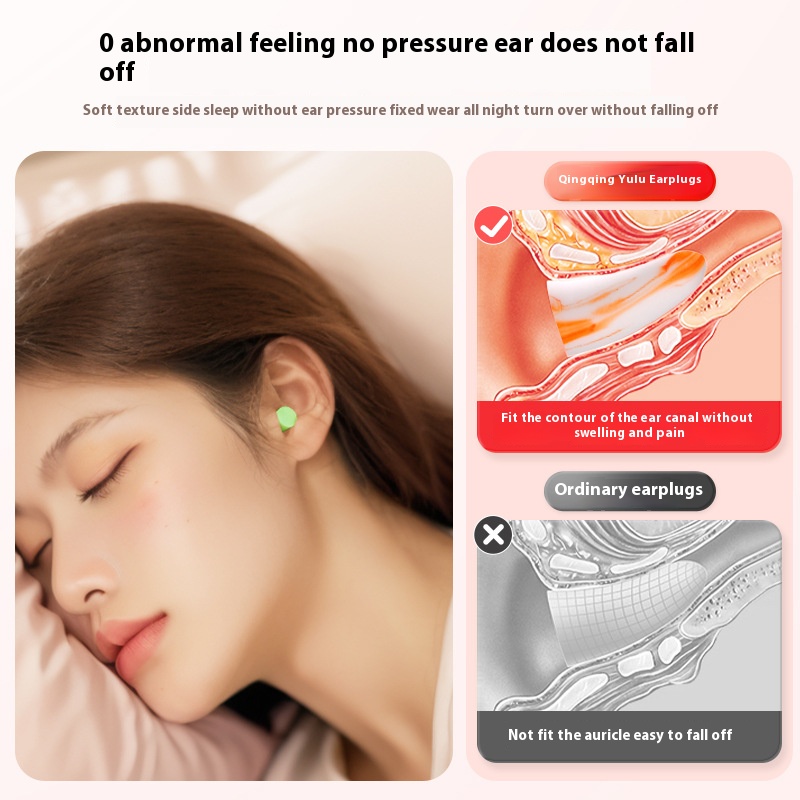 0 abnormal feeling no pressure ear does not fall
off
Soft texture side sleep without ear pressure fixed wear all night turn over without falling off
Qingqing Yulu Earplugs
Fit the contour of the ear canal without
swelling and pain
Ordinary earplugs
Not fit the auricle easy to fall off